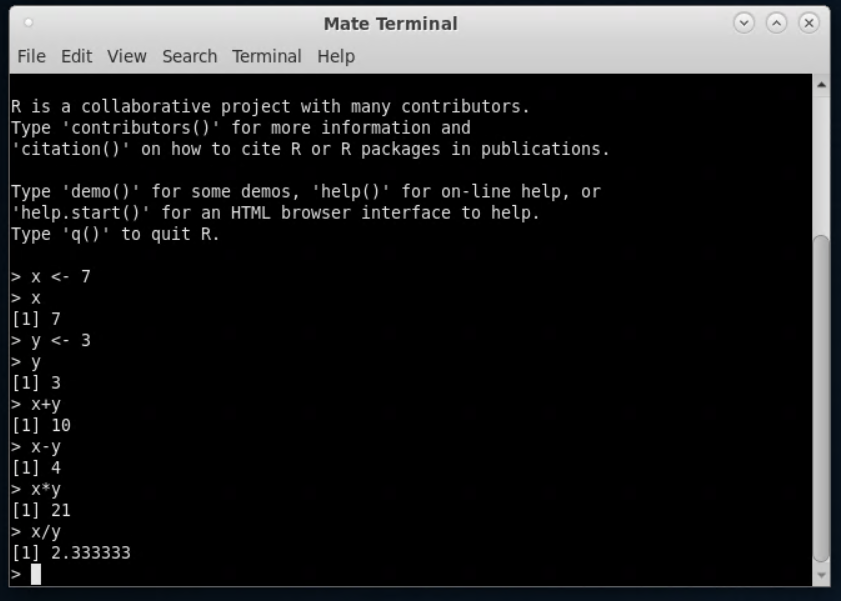 Mate Terminal
File Edit View Search Terminal Help
R is a collaborative project with many contributors.
Type 'contributors()' for more information and
'citation()' on how to cite R or R packages in publications.
Type 'demo()' for some demos, 'help()' for on-line help, or
'help.start()' for an HTML browser interface to help.
Type 'q()' to quit R.
> x <- 7
> x
[1] 7
> y <- 3
> y
[1] 3
> x+y
[1] 10
> x-y
[1] 4
> x*y
[1] 21
> x/y
[1] 2.333333
>